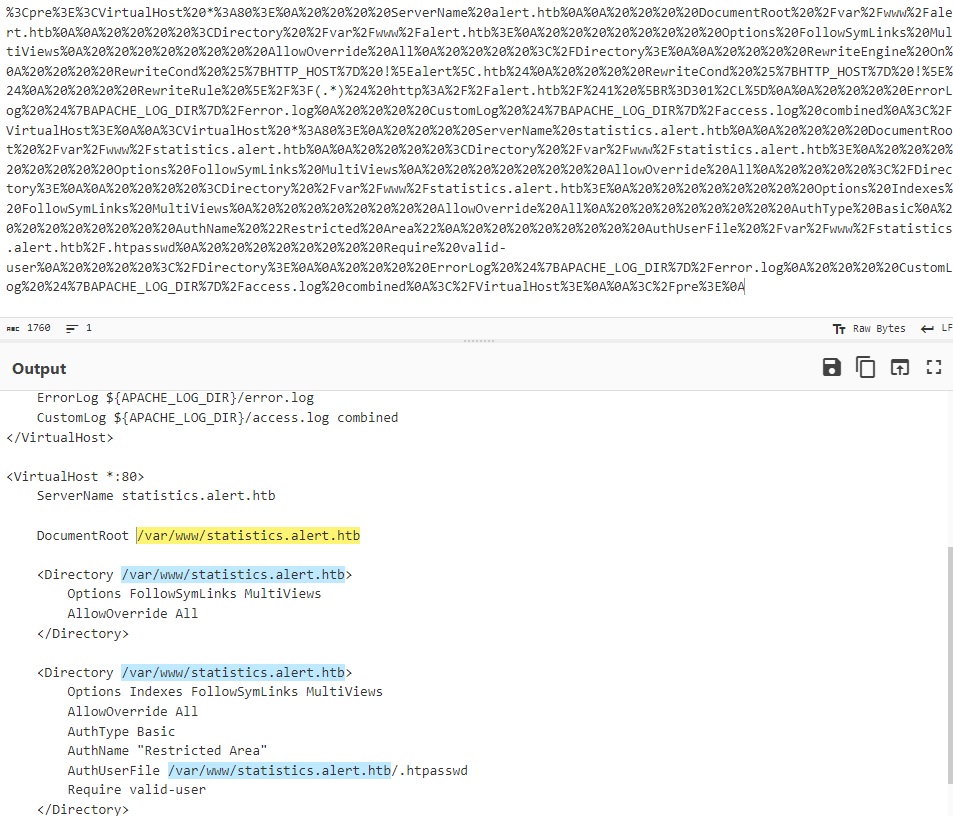 %3Cpre%3E%3CVirtualHost%20*%3A80%3E%0A%20%20%20%20ServerName%20alert.htb%0A%0A%20%20%20%20DocumentRoot%20%2Fvar%2Fwww%2Fale
rt.htb%0A%0A%20%20%20%20%3CDirectory%20%2Fvar%2Fwww%2Falert.htb%3E%0A%20%20%20%20%20%20%20%20Options%20FollowSymLinks%20Mul
tiViews%0A%20%20%20%20%20%20%20%20AllowOverride%20All%0A%20%20%20%20%3C%2FDirectory%3E%0A%0A%20%20%20%20RewriteEngine%20On%
0A%20%20%20%20RewriteCond%20%25%7BHTTP_HOST%7D%20!%5Ealert%5C.htb%24%0A%20%20%20%20RewriteCond%20%25%7BHTTP_HOST%7D%20!%5E%
24%0A%20%20%20%20RewriteRule%20%5E%2F%3F(.*)%24%20http%3A%2F%2Falert.htb%2F%241%20%5BR%3D301%2CL%5D%0A%0A%20%20%20%20ErrorL
og%20%24%7BAPACHE_LOG_DIR%7D%2Ferror.log%0A%20%20%20%20CustomLog%20%24%7BAPACHE_LOG_DIR%7D%2Faccess.log%20combined%0A%3C%2F
VirtualHost%3E%0A%0A%3CVirtualHost%20*%3A80%3E%0A%20%20%20%20ServerName%20statistics.alert.htb%0A%0A%20%20%20%20DocumentRoo
t%20%2Fvar%2Fwww%2Fstatistics.alert.htb%0A%0A%20%20%20%20%3CDirectory%20%2Fvar%2Fwww%2Fstatistics.alert.htb%3E%0A%20%20%20%
20%20%20%20%20Options%20FollowSymLinks%20MultiViews%0A%20%20%20%20%20%20%20%20AllowOverride%20All%0A%20%20%20%20%3C%2FDirec
tory%3E%0A%0A%20%20%20%20%3CDirectory%20%2Fvar%2Fwww%2Fstatistics.alert.htb%3E%0A%20%20%20%20%20%20%20%20Options%20Indexes%
20FollowSymLinks%20MultiViews%0A%20%20%20%20%20%20%20%20AllowOverride%20All%0A%20%20%20%20%20%20%20%20AuthType%20Basic%0A%2
0%20%20%20%20%20%20%20AuthName%20%22Restricted%20Area%22%0A%20%20%20%20%20%20%20%20AuthUserFile%20%2Fvar%2Fwww%2Fstatistics
.alert.htb%2F.htpasswd%0A%20%20%20%20%20%20%20%20Require%20valid-
user%0A%20%20%20%20%3C%2FDirectory%3E%0A%0A%20%20%20%20ErrorLog%20%24%7BAPACHE_LOG_DIR%7D%2Ferror.log%0A%20%20%20%20CustomL
og%20%24%7BAPACHE_LOG_DIR%7D%2Faccess.log%20combined%0A%3C%2FVirtualHost%3E%0A%0A%3C%2Fpre%3E%0A
ABC 1760 1 Tт Raw Bytes LF
Output
ErrorLog ${APACHE_LOG_DIR}/error.log
CustomLog ${APACHE_LOG_DIR}/access.log combined
</VirtualHost>
<VirtualHost *:80>
ServerName statistics.alert.htb
DocumentRoot /var/www/statistics.alert.htb
<Directory /var/www/statistics.alert.htb>
Options FollowSymLinks MultiViews
AllowOverride All
</Directory>
<Directory /var/www/statistics.alert.htb>
Options Indexes FollowSymLinks MultiViews
AllowOverride All
AuthType Basic
AuthName "Restricted Area"
AuthUserFile /var/www/statistics.alert.htb/.htpasswd
Require valid-user
</Directory>